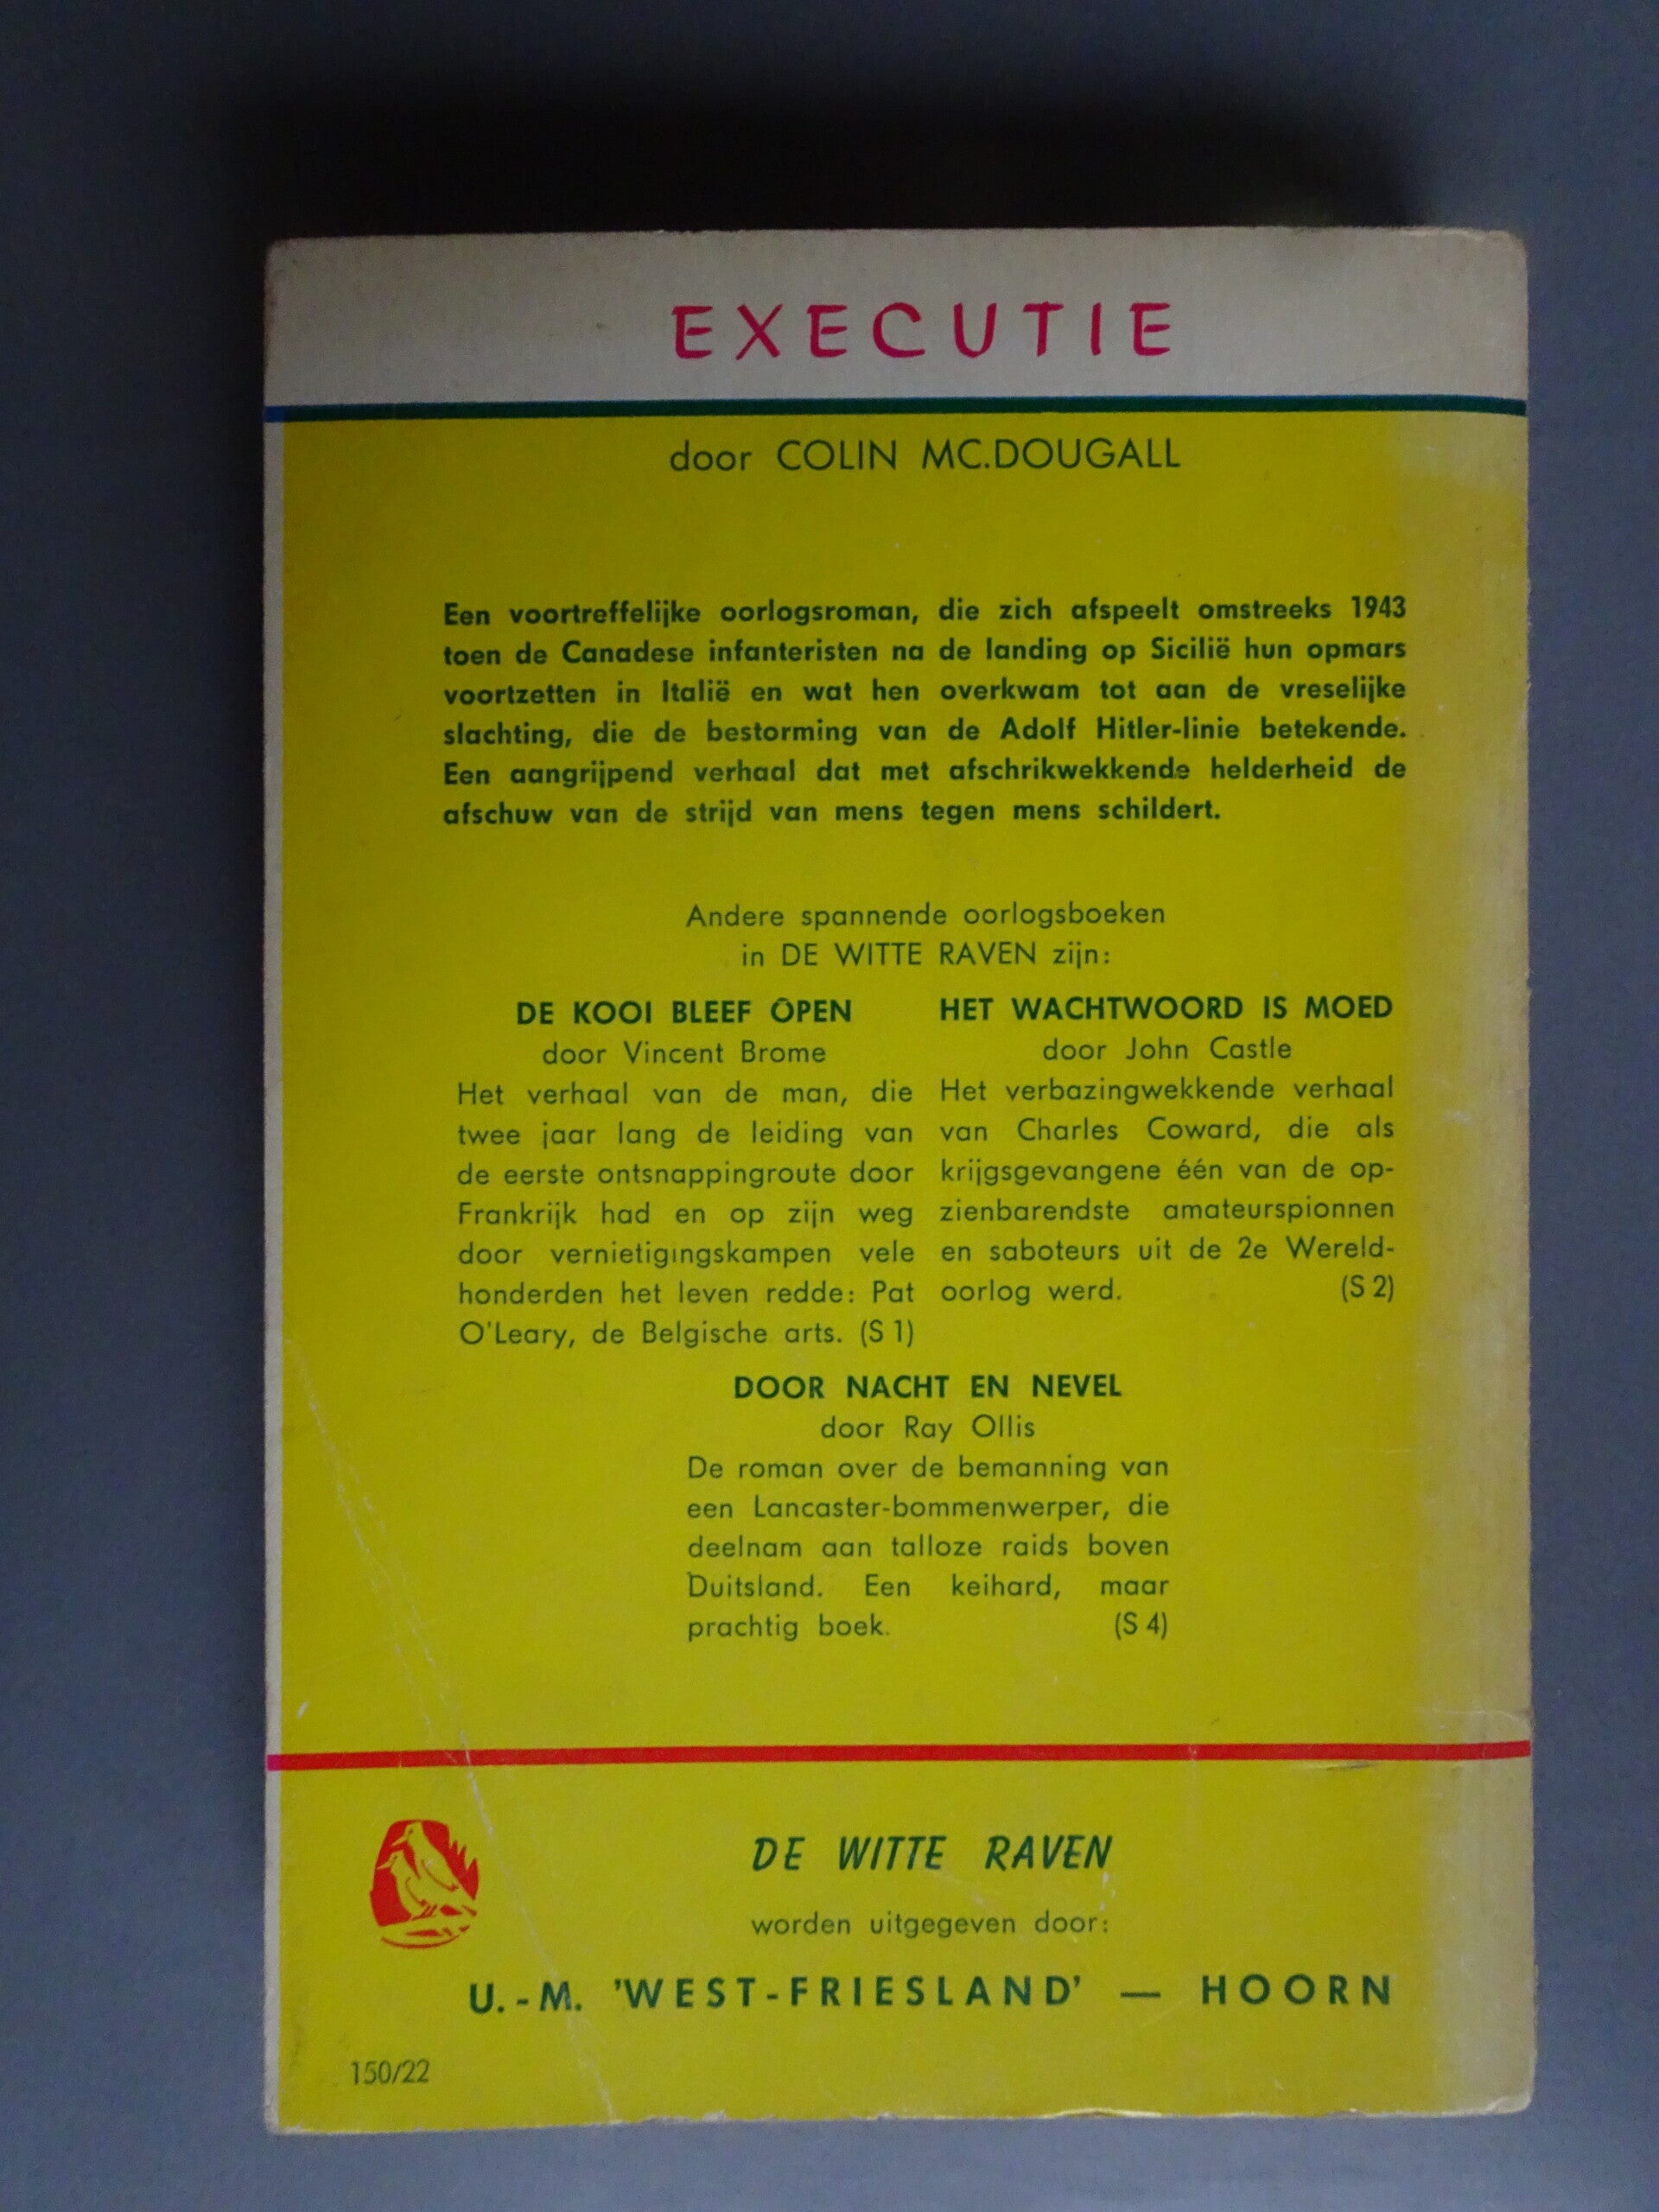 EXECUTIE
door COLIN MC.DOUGALL
Een voortreffelijke oorlogsroman, die zich afspeelt omstreeks 1943
toen de Canadese infanteristen na de landing op Sicilië hun opmars
voortzetten in Italië en wat hen overkwam tot aan de vreselijke
slachting, die de bestorming van de Adolf Hitler-linie betekende.
Een aangrijpend verhaal dat met afschrikwekkende helderheid de
afschuw van de strijd van mens tegen mens schildert.
Andere spannende oorlogsboeken
in DE WITTE RAVEN zijn:
DE KOOI BLEEF OPEN
door Vincent Brome
Het verhaal van de man, die
twee jaar lang de leiding van
de eerste ontsnappingroute door
Frankrijk had en op zijn weg
door vernietigingskampen vele
honderden het leven redde: Pat
O'Leary, de Belgische arts. (S 1)
HET WACHTWOORD IS MOED
door John Castle
Het verbazingwekkende verhaal
van Charles Coward, die als
krijgsgevangene één van de op-
zienbarendste amateurspionnen
en saboteurs uit de 2e Wereld-
oorlog werd. (S 2)
DOOR NACHT EN NEVEL
door Ray Ollis
De roman over de bemanning van
een Lancaster-bommenwerper, die
deelnam aan talloze raids boven
Duitsland. Een keihard, maar
prachtig boek. (S 4)
DE WITTE RAVEN
worden uitgegeven door:
U.-M. 'WEST-FRIESLAND' — HOORN
150/22